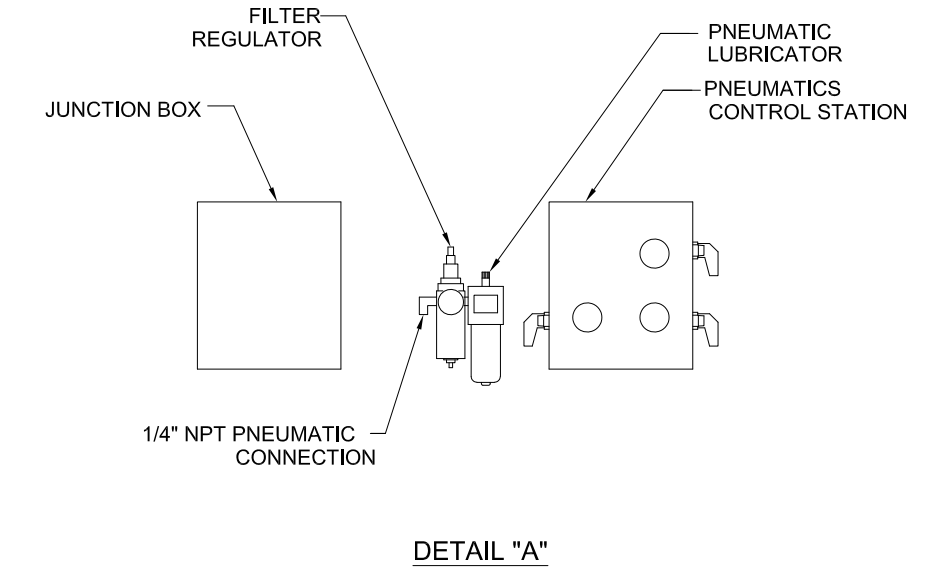 FILTER
REGULATOR
PNEUMATIC
LUBRICATOR
JUNCTION BOX
PNEUMATICS
CONTROL STATION
1/4" NPT PNEUMATIC
CONNECTION
DETAIL "A"